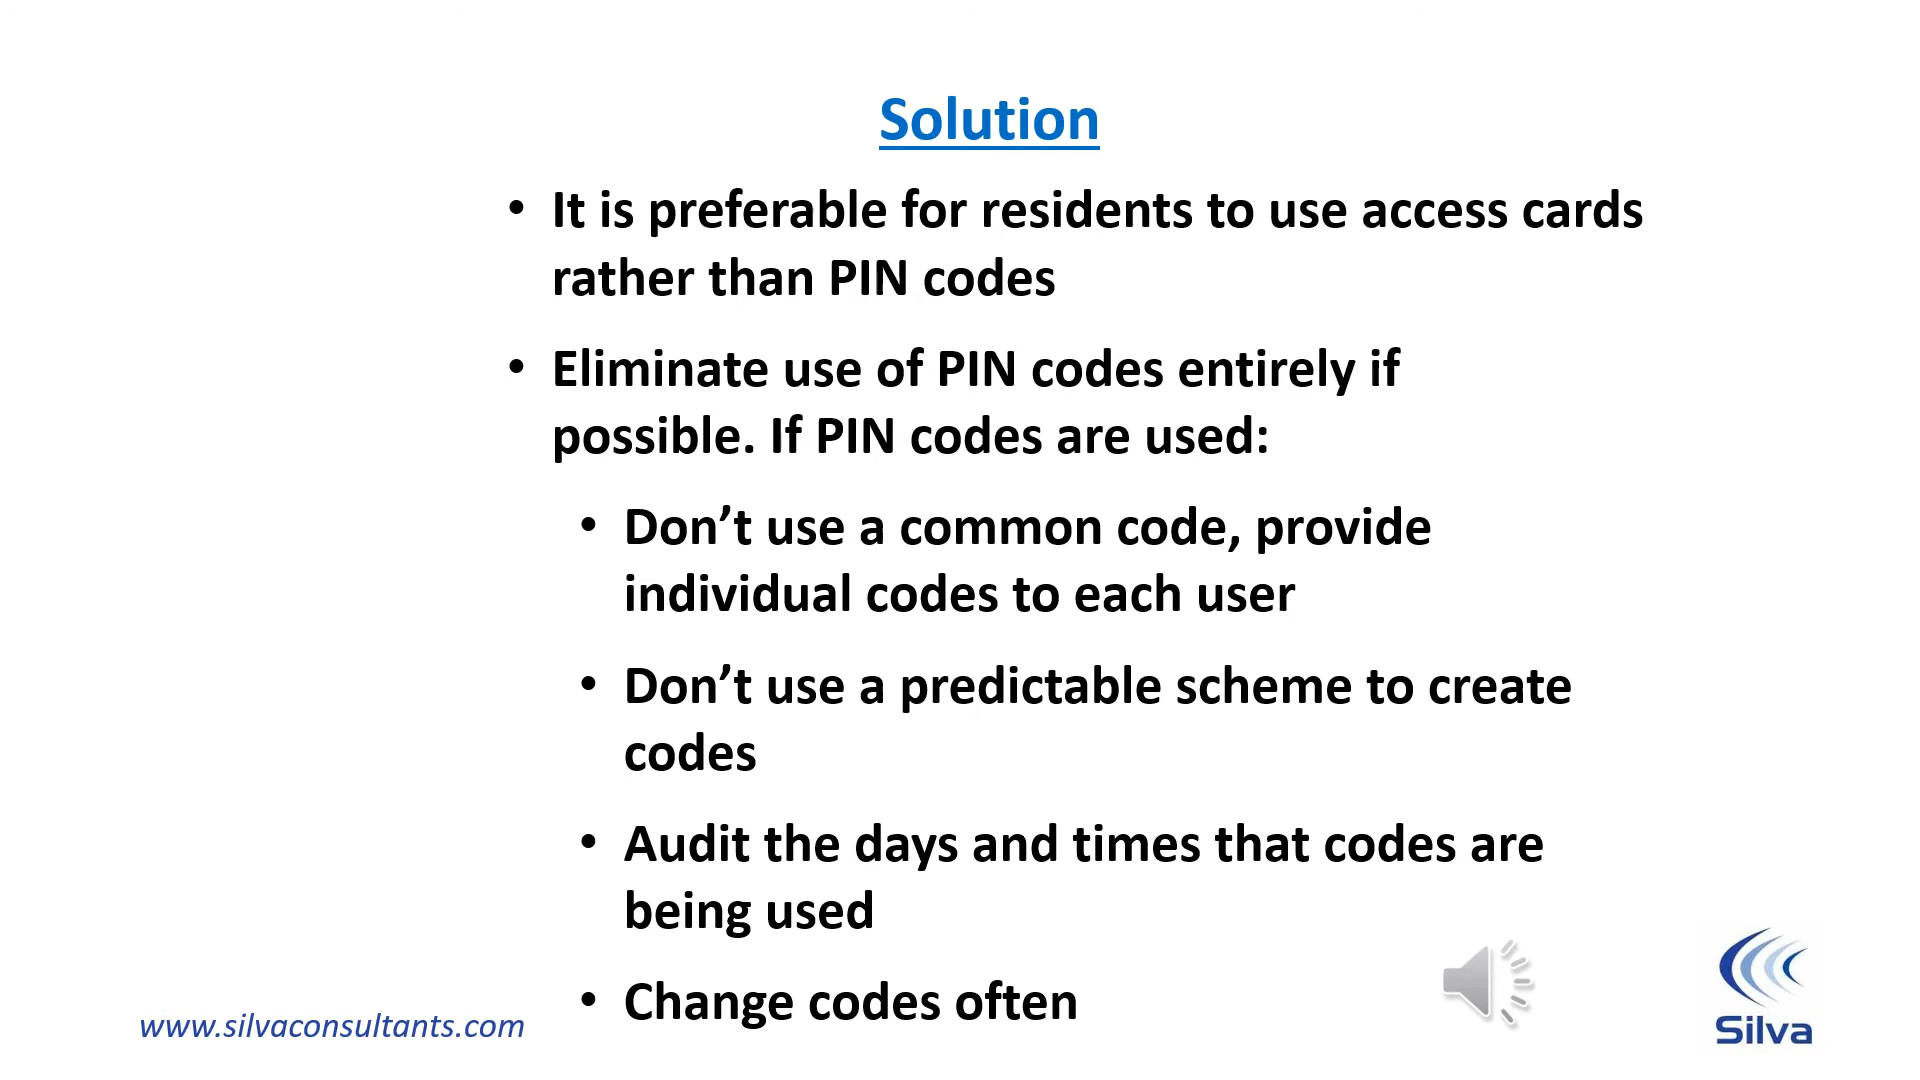 Solution
• It is preferable for residents to use access cards
rather than PIN codes
• Eliminate use of PIN codes entirely if
possible. If PIN codes are used:
• Don’t use a common code, provide
individual codes to each user
• Don’t use a predictable scheme to create
codes
• Audit the days and times that codes are
being used
• Change codes often
www.silvaconsultants.com
Silva